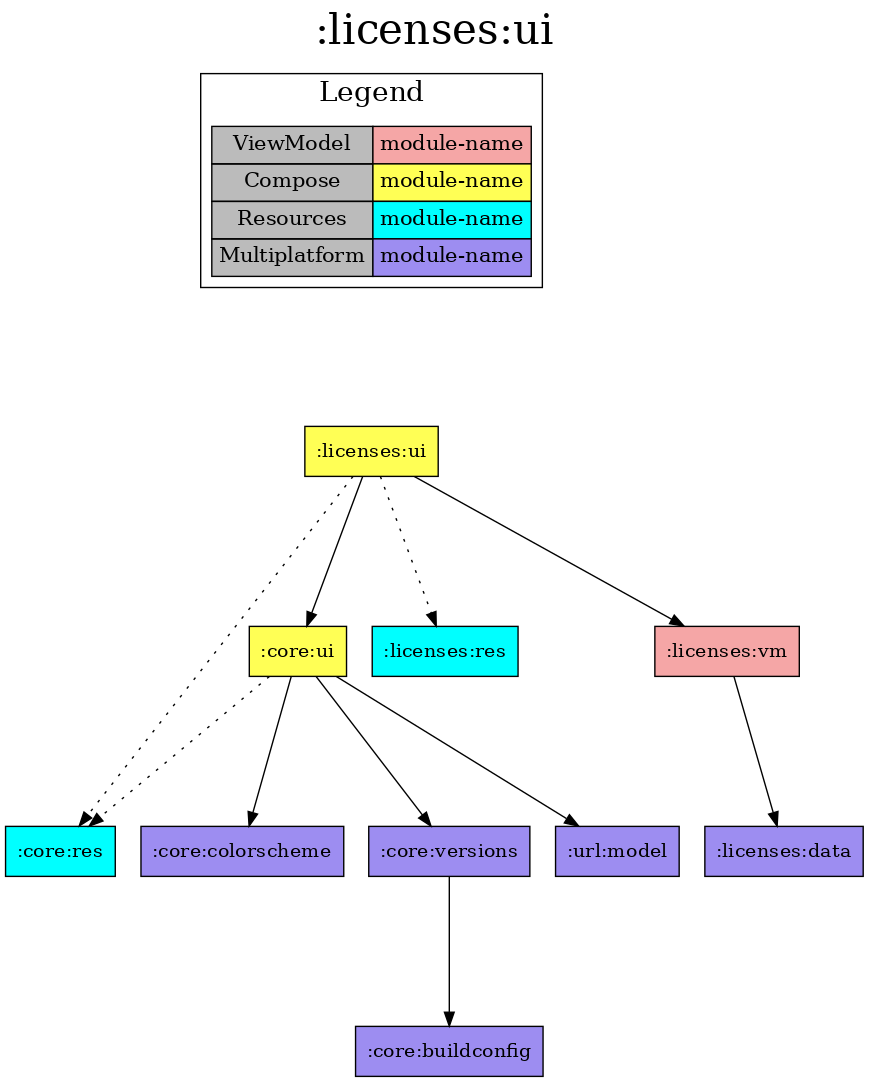 :licenses:ui
Legend
ViewModel module-name
Compose module-name
Resources module-name
Multiplatform module-name
:licenses:ui
:core:ui :licenses:res :licenses:vm
:core:res :core:colorscheme :core:versions :url:model :licenses:data
:core:buildconfig